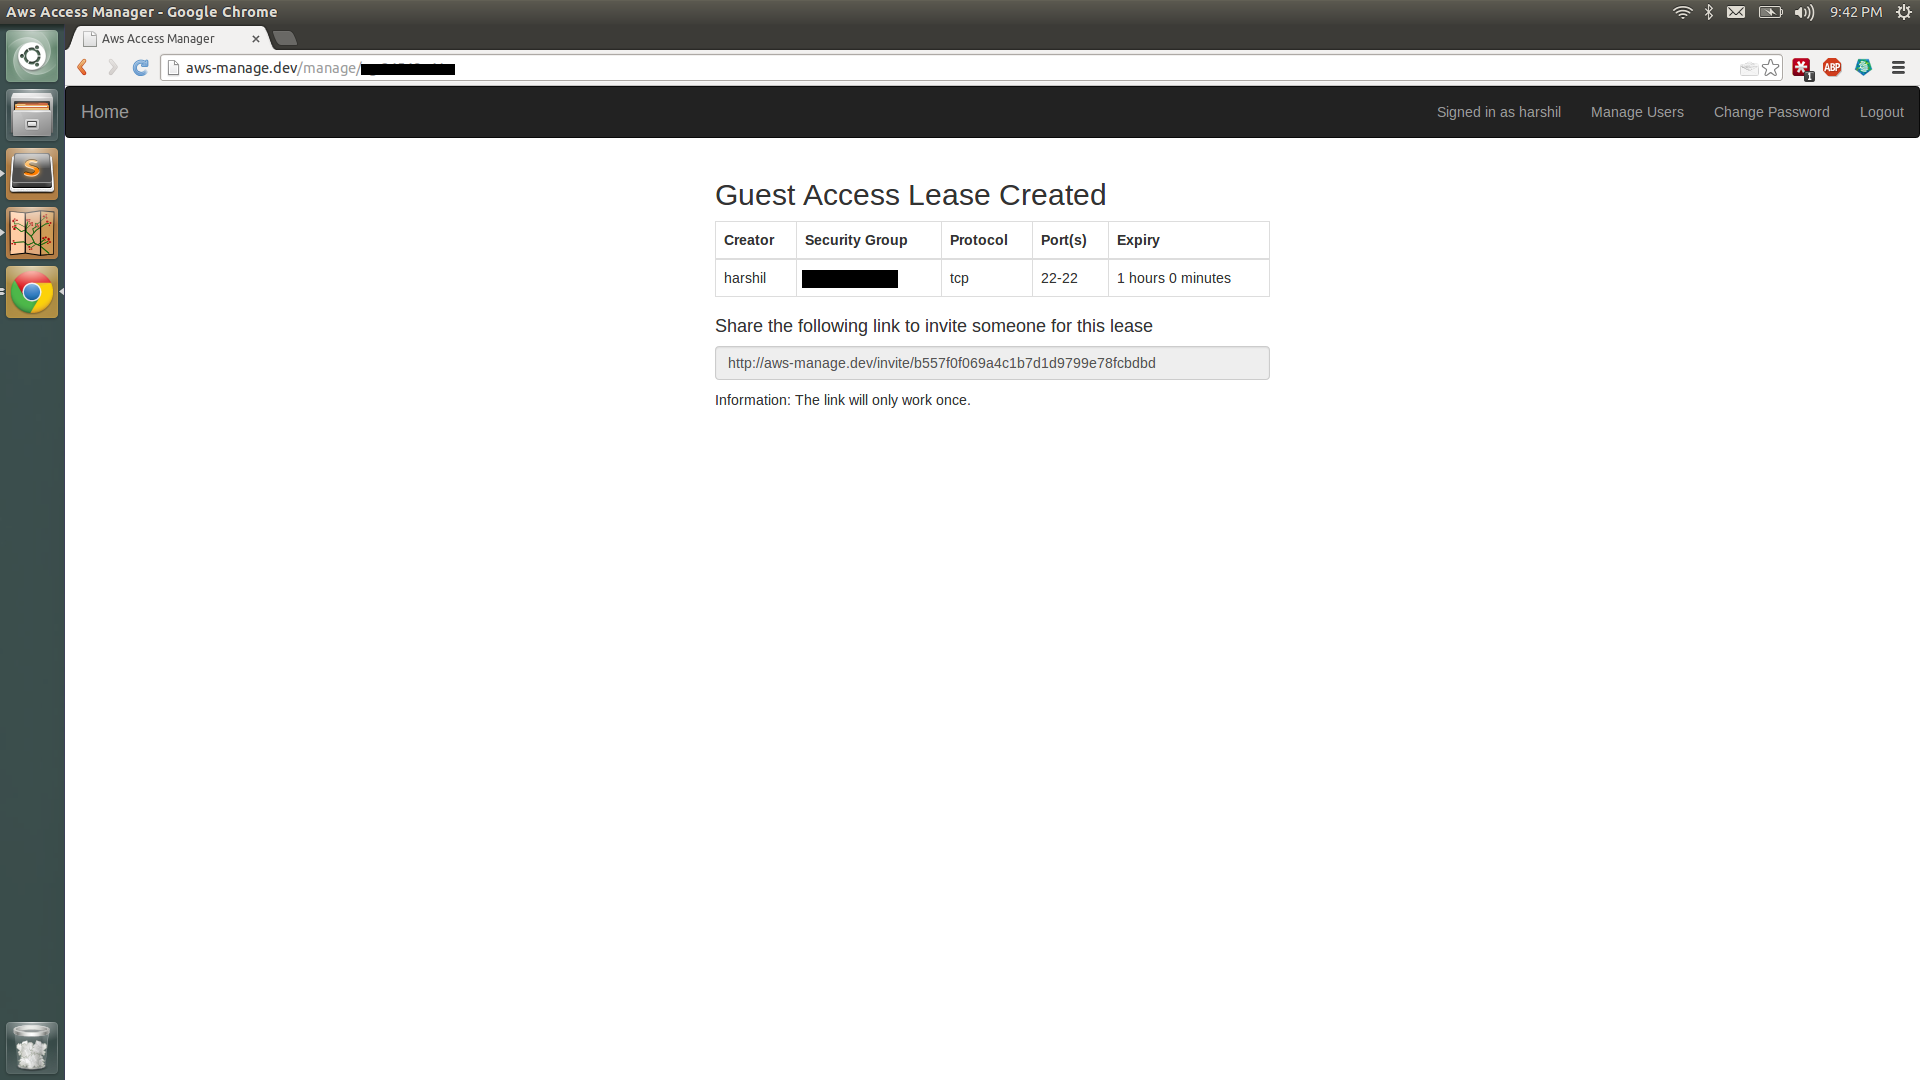 Aws Access Manager - Google Chrome
9:42 PM
Aws Access Manager
aws-manage.dev/manage/
1
ABP
Home
Signed in as harshil
Manage Users
Change Password
Logout
Guest Access Lease Created
Creator Security Group Protocol Port(s) Expiry
harshil tcp 22-22 1 hours 0 minutes
Share the following link to invite someone for this lease
http://aws-manage.dev/invite/b557f0f069a4c1b7d1d9799e78fcbdbd
Information: The link will only work once.